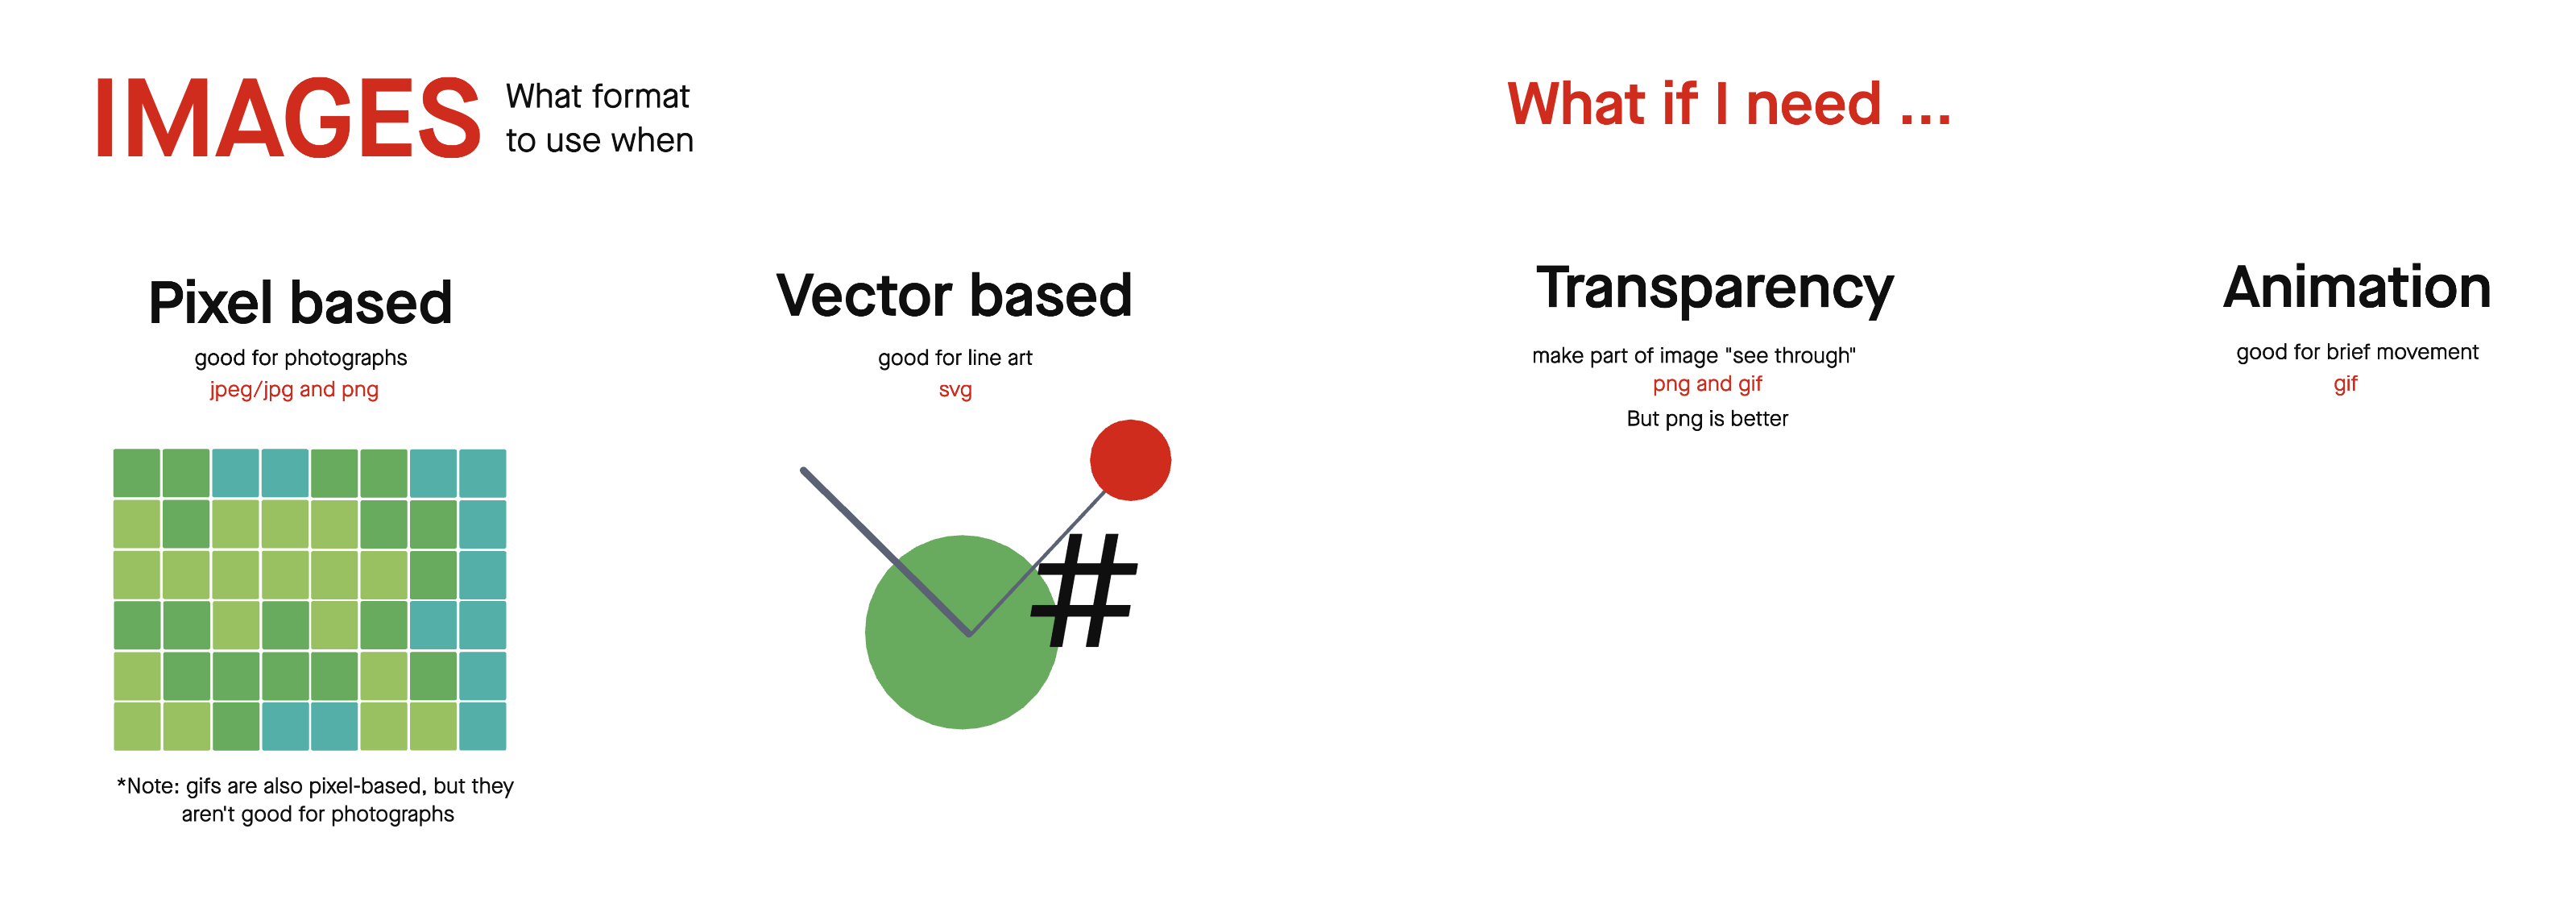 IMAGES
What format
to use when
Pixel based
good for photographs
jpeg/jpg and png
*Note: gifs are also pixel-based, but they
aren't good for photographs
Vector based
good for line art
svg
#
What if I need ...
Transparency
make part of image "see through"
png and gif
But png is better
Animation
good for brief movement
gif